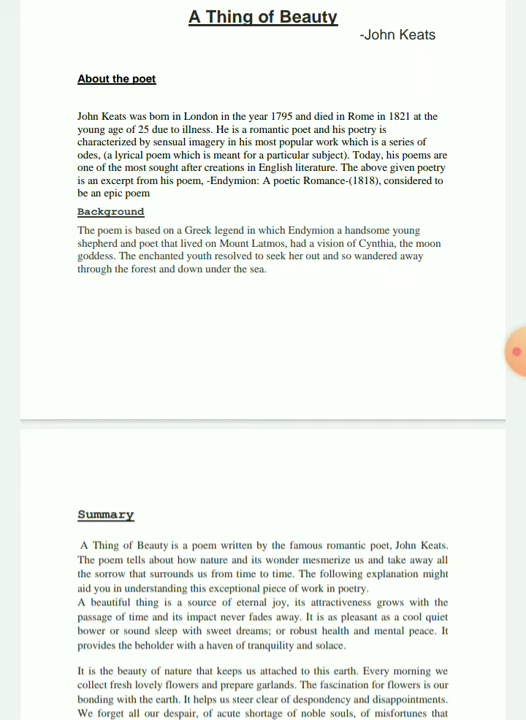 A Thing of Beauty
-John Keats
About the poet
John Keats was born in London in the year 1795 and died in Rome in 1821 at the
young age of 25 due to illness. He is a romantic poet and his poetry is
characterized by sensual imagery in his most popular work which is a series of
odes, (a lyrical poem which is meant for a particular subject). Today, his poems are
one of the most sought after creations in English literature. The above given poetry
is an excerpt from his poem, -Endymion: A poetic Romance-(1818), considered to
be an epic poem
Background
The poem is based on a Greek legend in which Endymion a handsome young
shepherd and poet that lived on Mount Latmos, had a vision of Cynthia, the moon
goddess. The enchanted youth resolved to seek her out and so wandered away
through the forest and down under the sea.
Summary
A Thing of Beauty is a poem written by the famous romantic poet, John Keats.
The poem tells about how nature and its wonder mesmerize us and take away all
the sorrow that surrounds us from time to time. The following explanation might
aid you in understanding this exceptional piece of work in poetry.
A beautiful thing is a source of eternal joy, its attractiveness grows with the
passage of time and its impact never fades away. It is as pleasant as a cool quiet
bower or sound sleep with sweet dreams; or robust health and mental peace. It
provides the beholder with a haven of tranquility and solace.
It is the beauty of nature that keeps us attached to this earth. Every morning we
collect fresh lovely flowers and prepare garlands. The fascination for flowers is our
bonding with the earth. It helps us steer clear of despondency and disappointments.
We forget all our despair, of acute shortage of noble souls, of misfortunes that